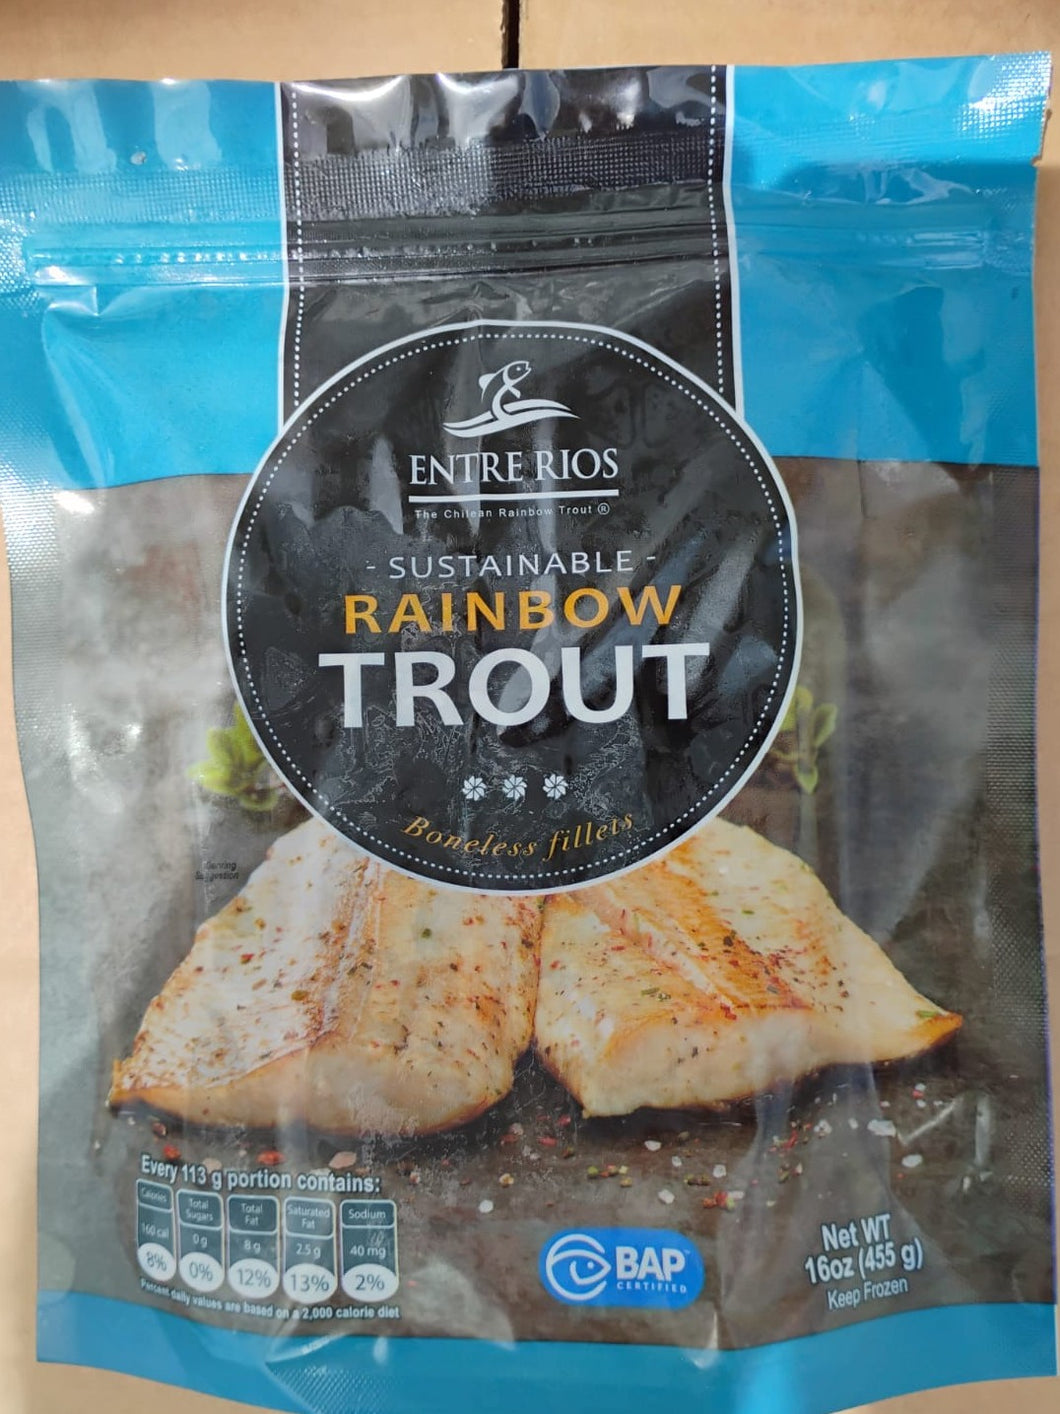 ENTRE RIOS
The Chilean Rainbow Trout ®
- SUSTAINABLE -
RAINBOW
TROUT
Boneless fillets
Serving
Suggestion
Every 113 g portion contains:
Calories Total Sugars Total Fat Saturated Fat Sodium
160 cal 0 g 8 g 2.5 g 40 mg
8% 0% 12% 13% 2%
Percent daily values are based on a 2,000 calorie diet
BAP
CERTIFIED
Net WT
16oz (455 g)
Keep Frozen